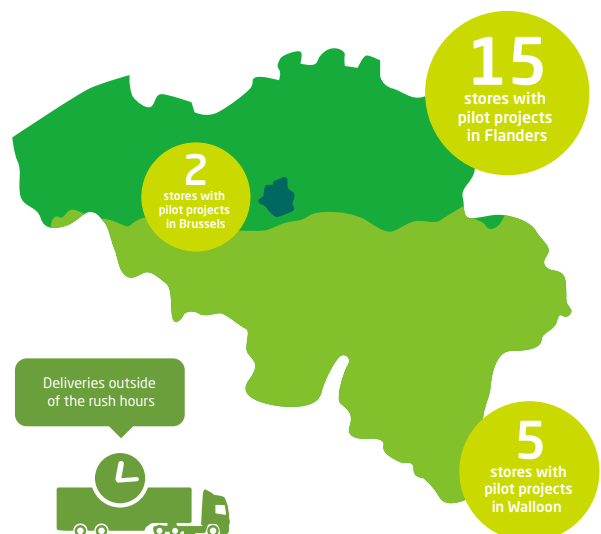 15
stores with
pilot projects
in Flanders
2
stores with
pilot projects
in Brussels
Deliveries outside
of the rush hours
5
stores with
pilot projects
in Walloon